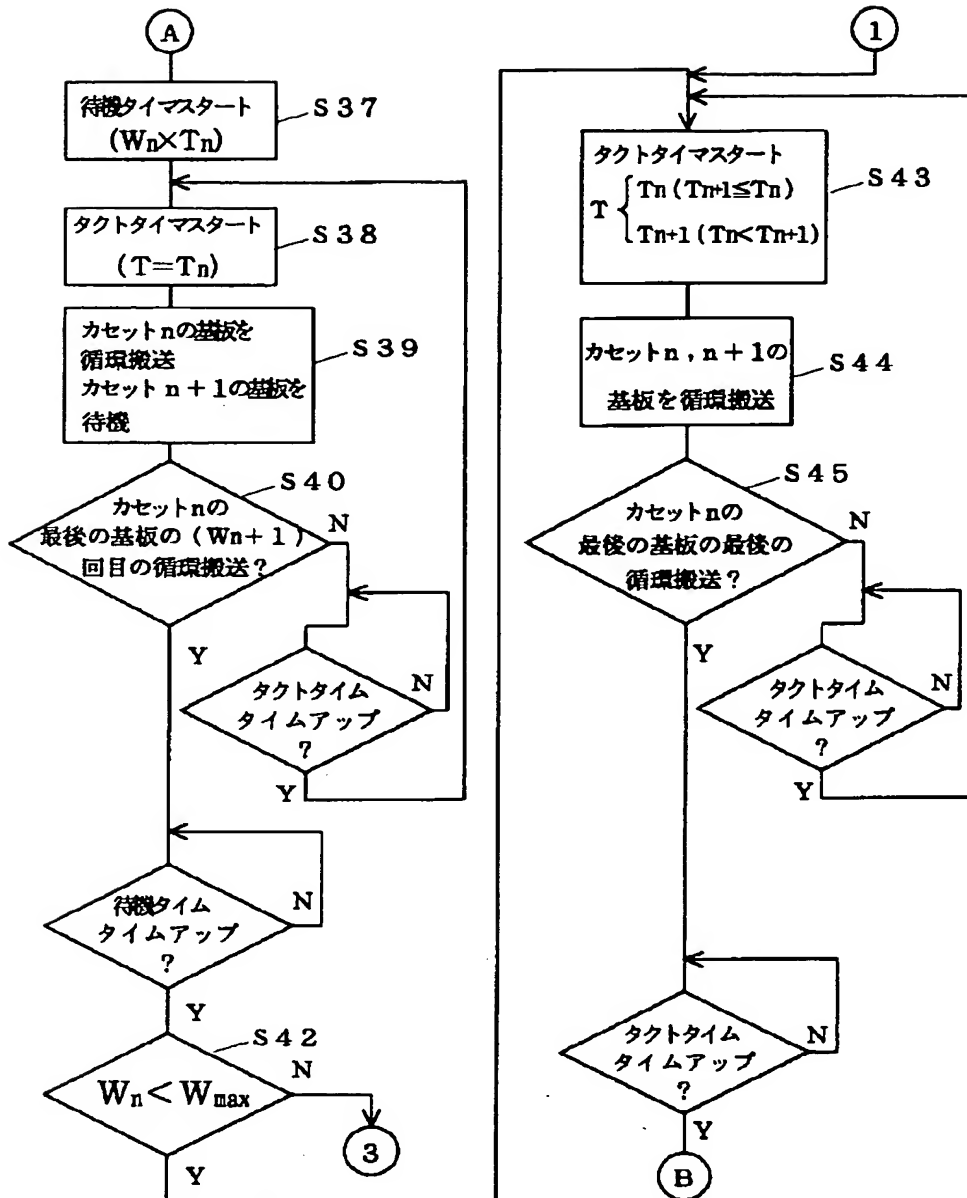 A
待機タイマスタート
(Wn×Tn)
S37
タクトタイマスタート
(T=Tn)
S38
カセットnの基板を
循環搬送
カセットn+1の基板を
待機
S39
S40
カセットnの
最後の基板の(Wn+1)
回目の循環搬送?
N
Y
タクトタイム
タイムアップ
?
N
Y
待機タイム
タイムアップ
?
N
Y
S42
Wn<Wmax
N
3
Y
1
タクトタイマスタート
T { Tn(Tn+1≦Tn)
Tn+1(Tn<Tn+1)
S43
カセットn,n+1の
基板を循環搬送
S44
S45
カセットnの
最後の基板の最後の
循環搬送?
N
Y
タクトタイム
タイムアップ
?
N
Y
タクトタイム
タイムアップ
?
N
Y
B